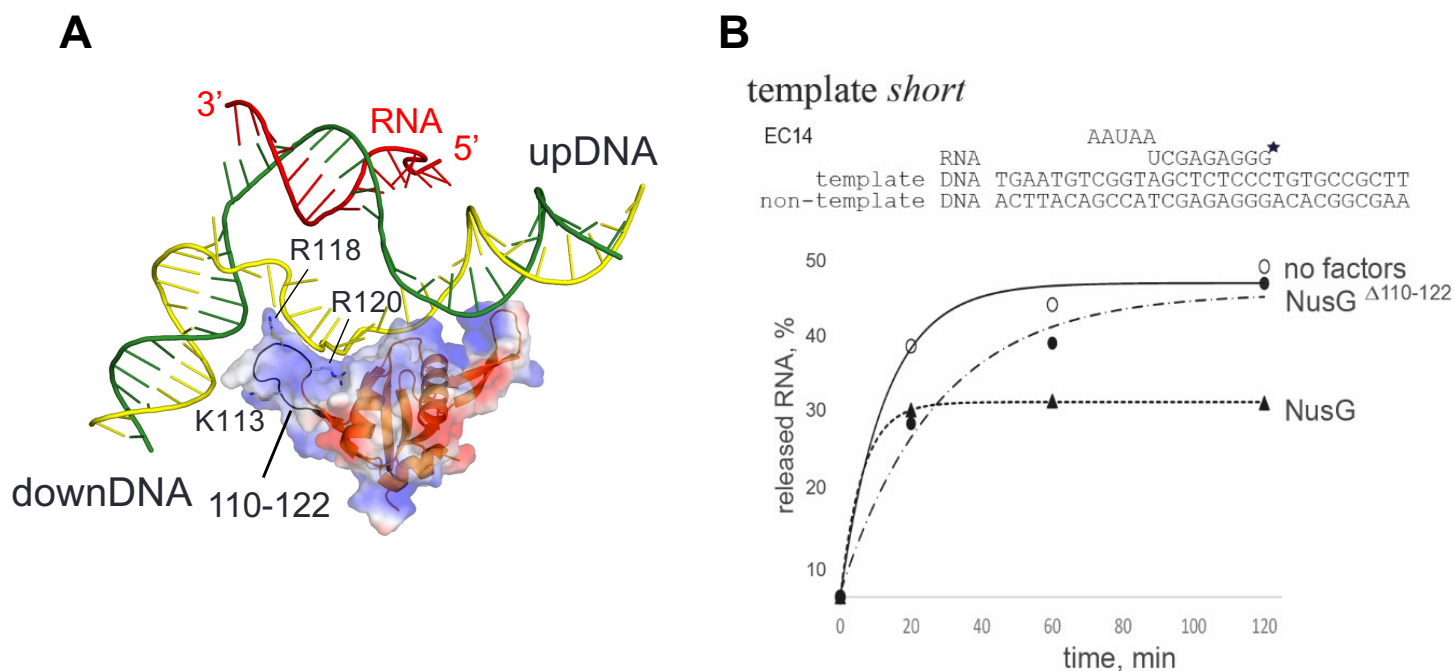 A
3’
RNA
5’
upDNA
R118
R120
K113
downDNA
110-122
B
template short
EC14
AAUAA
RNA UCGAGAGGG★
template DNA TGAATGTCGGTAGCTCTCCCTGTGCCGCTT
non-template DNA ACTTACAGCCATCGAGAGGGACACGGCGAA
released RNA, %
50
40
30
20
10
no factors
NusG Δ110-122
NusG
0 20 40 60 80 100 120
time, min